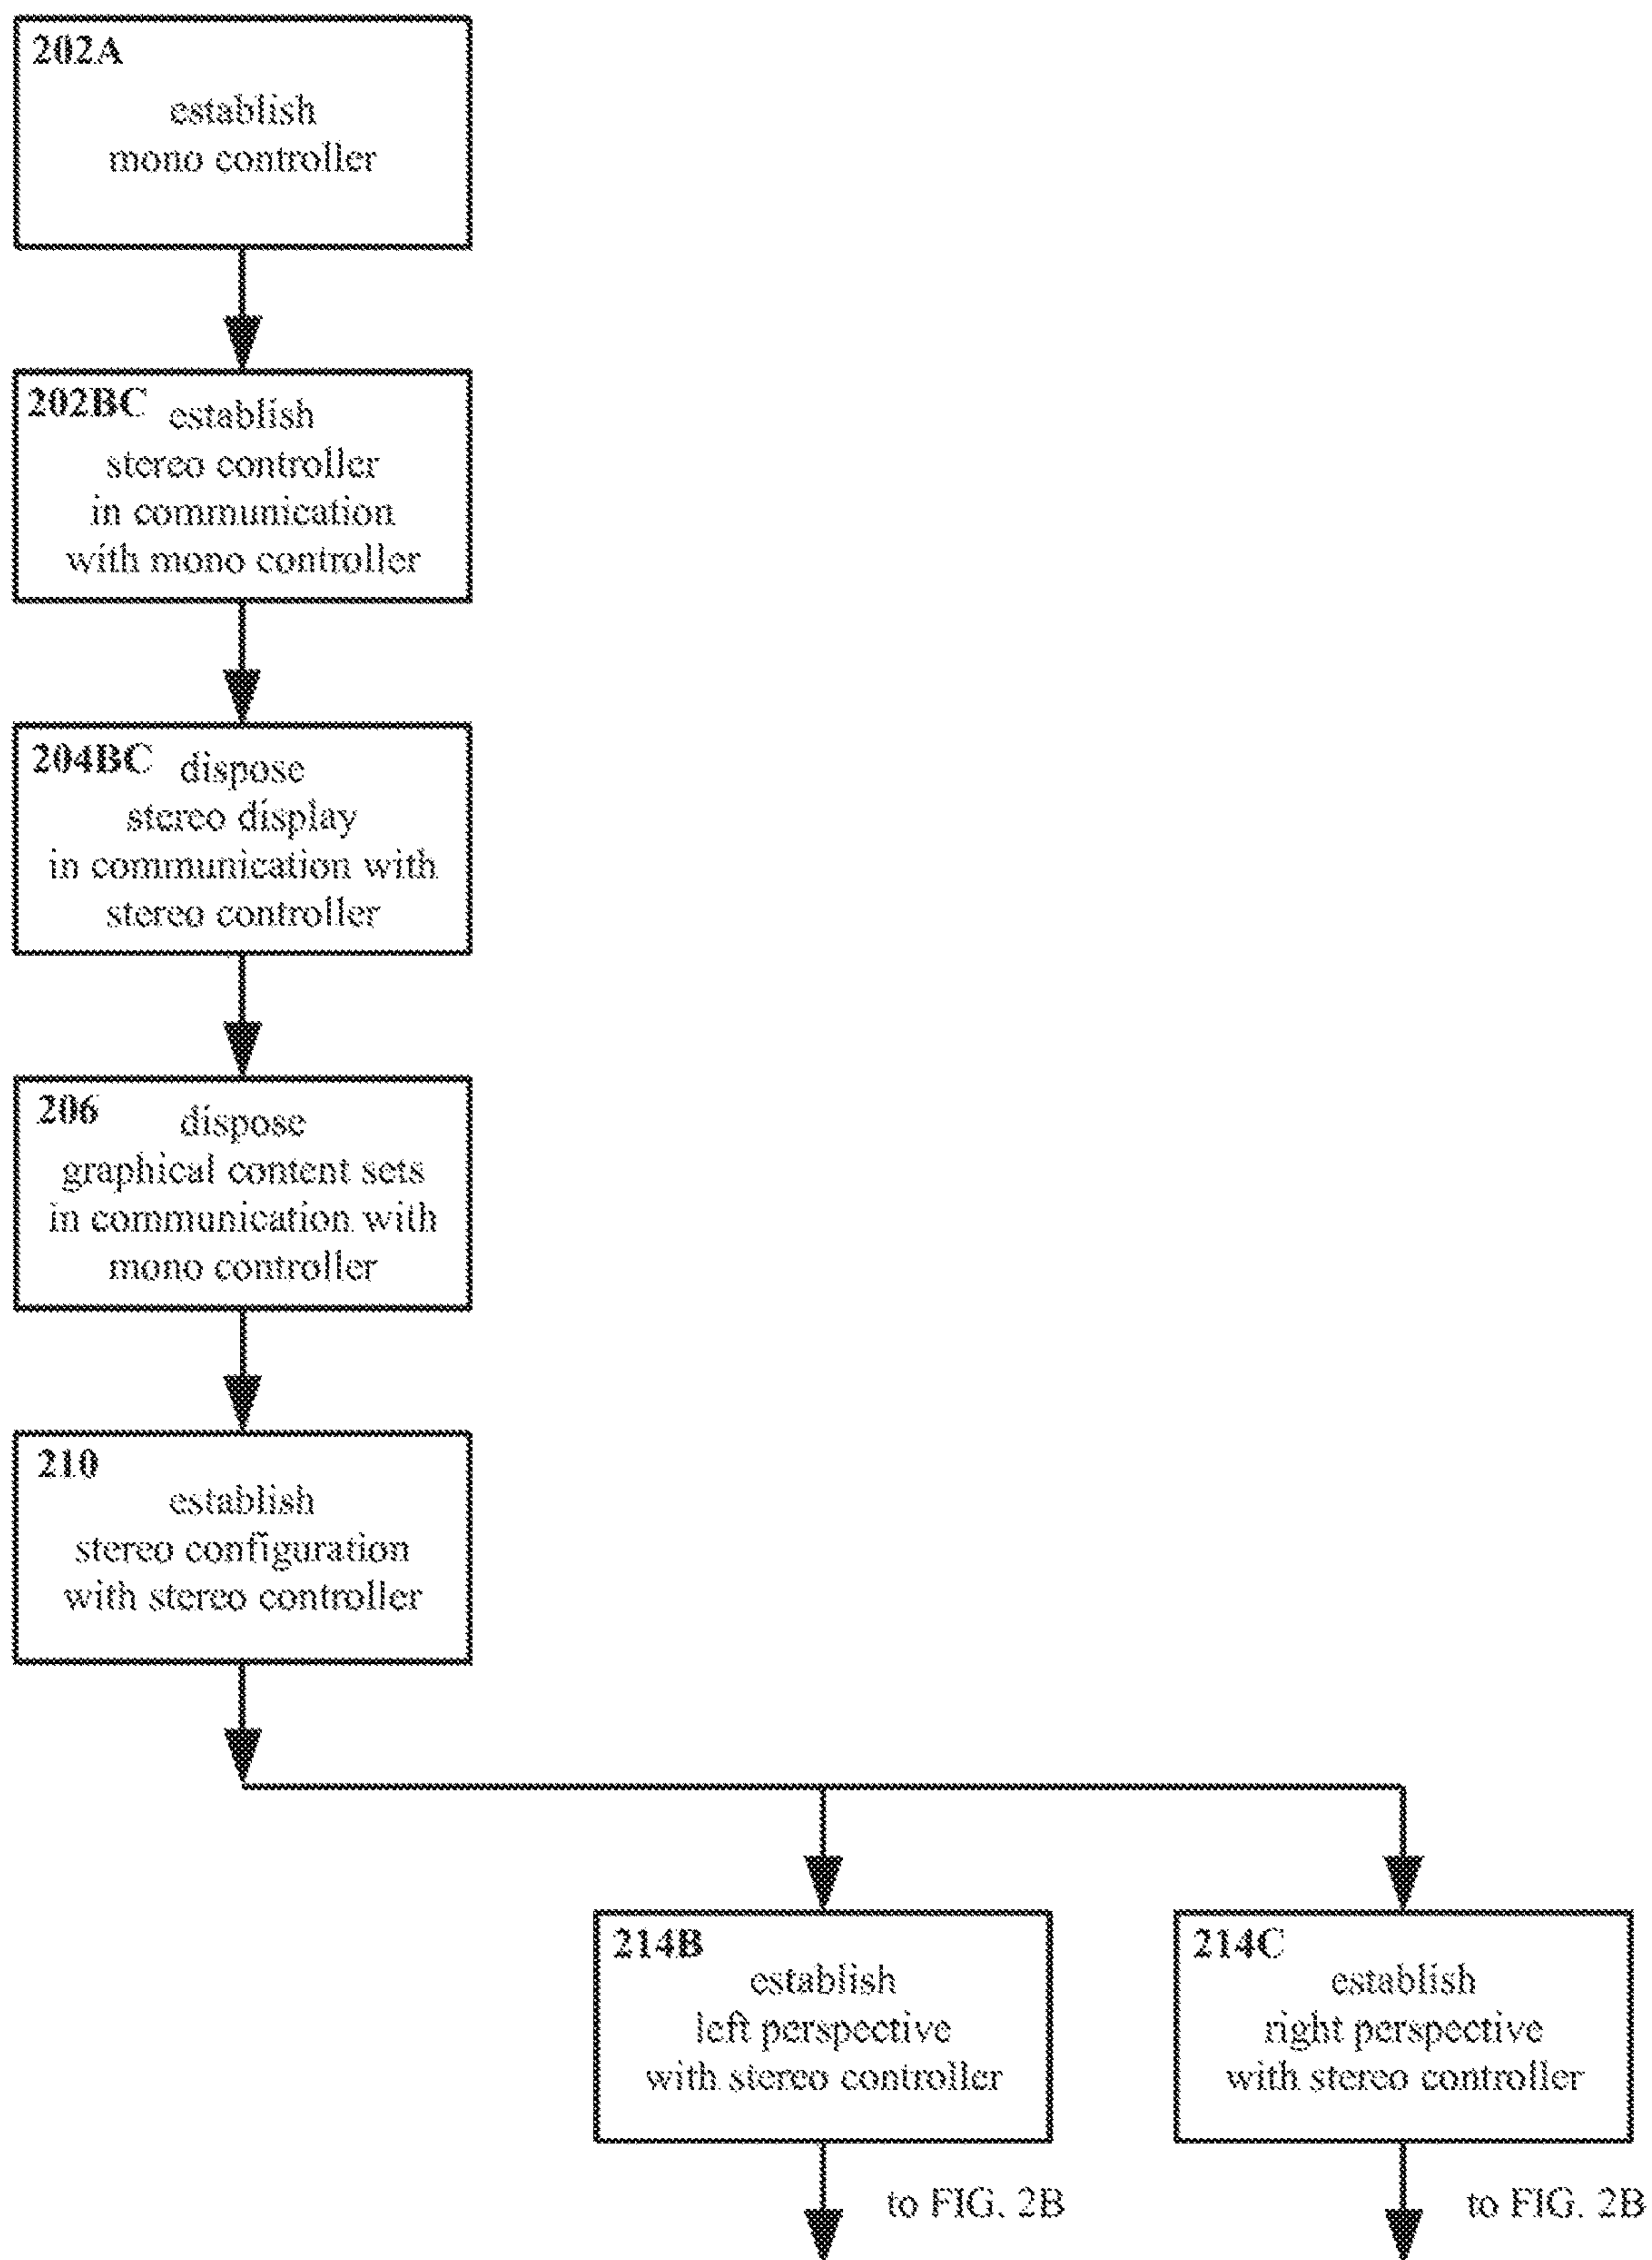 202A
establish
mono controller
202BC
establish
stereo controller
in communication
with mono controller
204BC
dispose
stereo display
in communication with
stereo controller
206
dispose
graphical content sets
in communication with
mono controller
210
establish
stereo configuration
with stereo controller
214B
establish
left perspective
with stereo controller
214C
establish
right perspective
with stereo controller
to FIG. 2B
to FIG. 2B